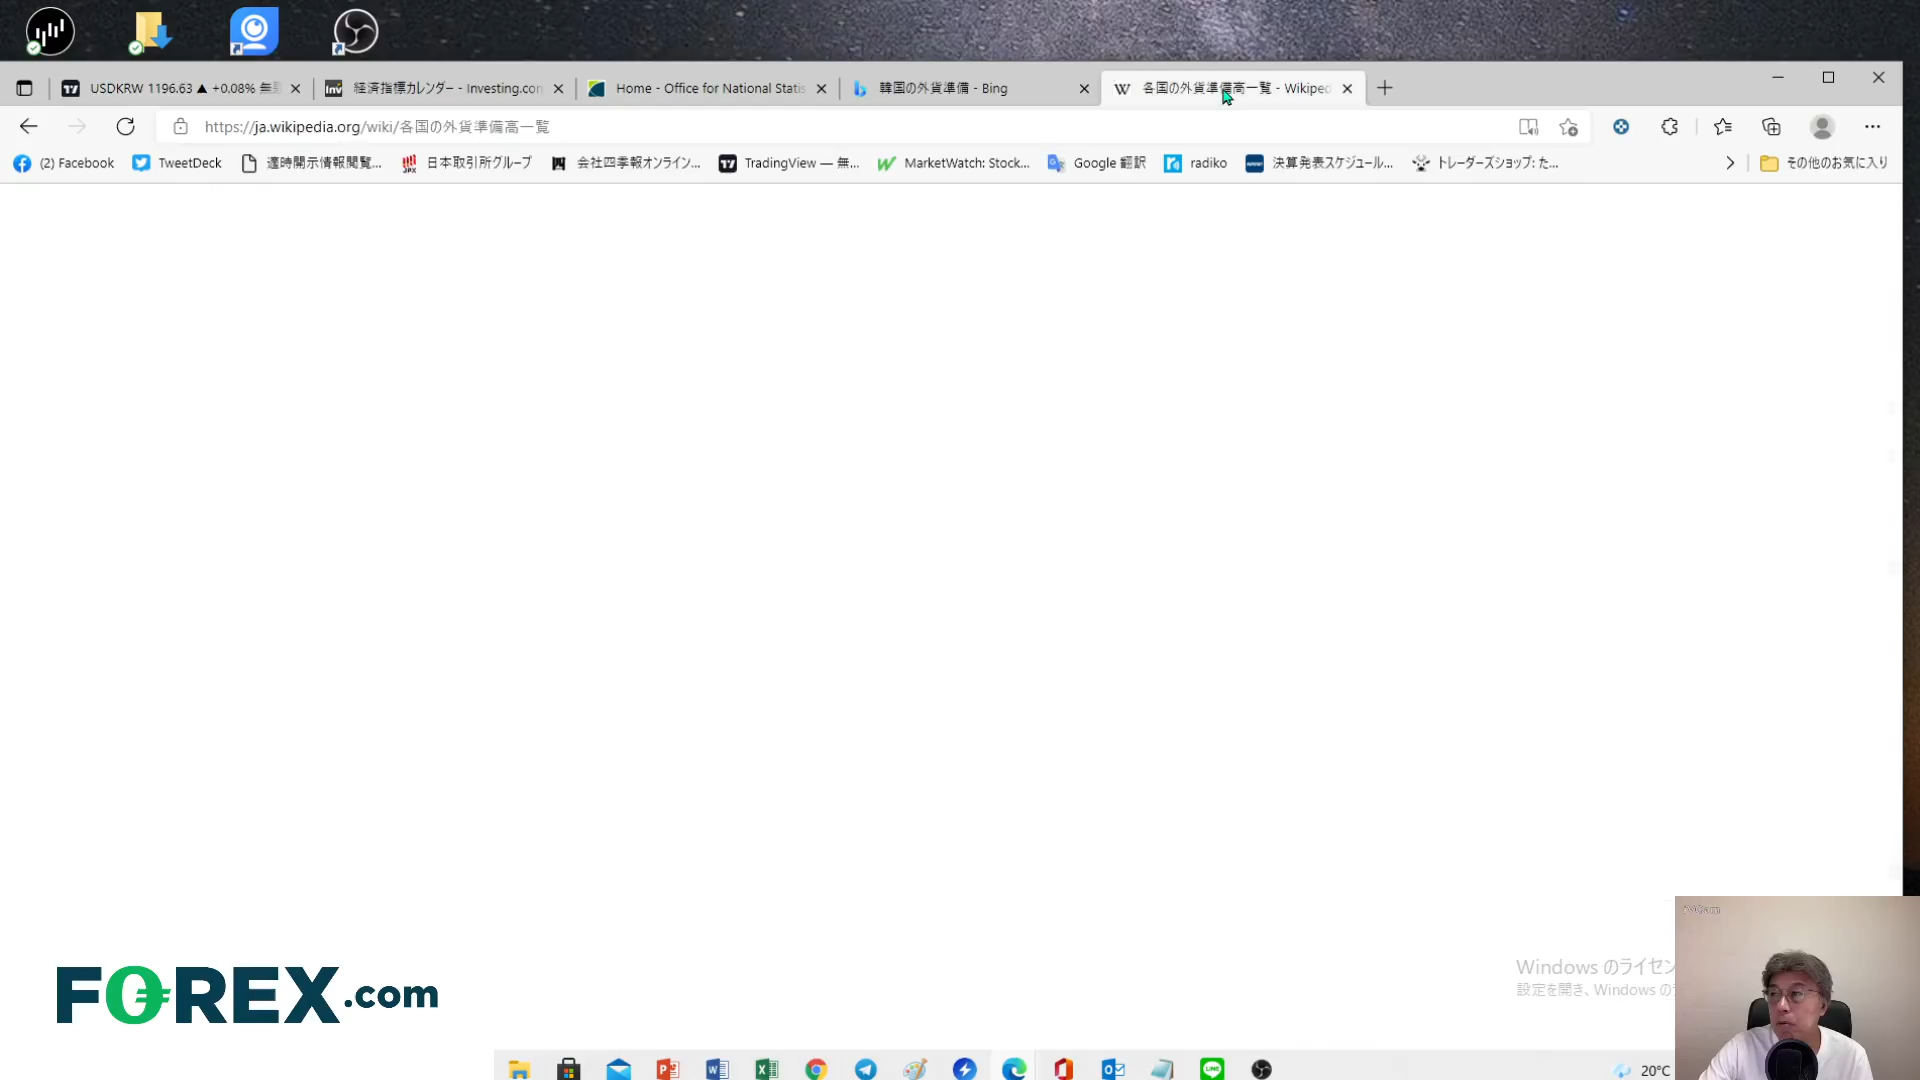 USDKRW 1196.63 ▲ +0.08% 無
経済指標カレンダー - Investing.con
Home - Office for National Statis
韓国の外貨準備 - Bing
各国の外貨準備高一覧 - Wikiped
https://ja.wikipedia.org/wiki/各国の外貨準備高一覧
(2) Facebook
TweetDeck
適時開示情報閲覧...
日本取引所グループ
会社四季報オンライン...
TradingView — 無...
MarketWatch: Stock...
Google 翻訳
radiko
決算発表スケジュール...
トレーダーズショップ: た...
その他のお気に入り
Windows のライセン
設定を開き、Windows の
FOREX.com
20°C